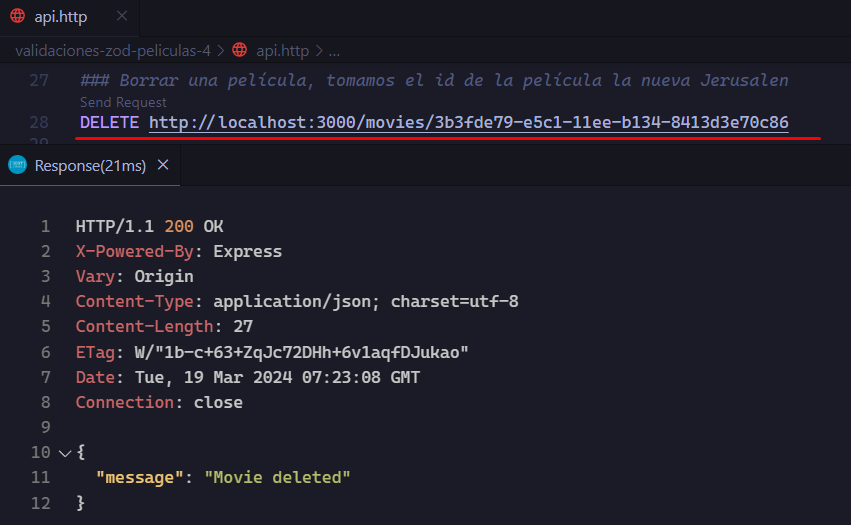 api.http
validaciones-zod-peliculas-4 > api.http > ...
27 ### Borrar una película, tomamos el id de la película la nueva Jerusalen
Send Request
28 DELETE http://localhost:3000/movies/3b3fde79-e5c1-11ee-b134-8413d3e70c86
29
Response(21ms)
1 HTTP/1.1 200 OK
2 X-Powered-By: Express
3 Vary: Origin
4 Content-Type: application/json; charset=utf-8
5 Content-Length: 27
6 ETag: W/"1b-c+63+ZqJc72DHh+6v1aqfDJukao"
7 Date: Tue, 19 Mar 2024 07:23:08 GMT
8 Connection: close
9
10 {
11 "message": "Movie deleted"
12 }